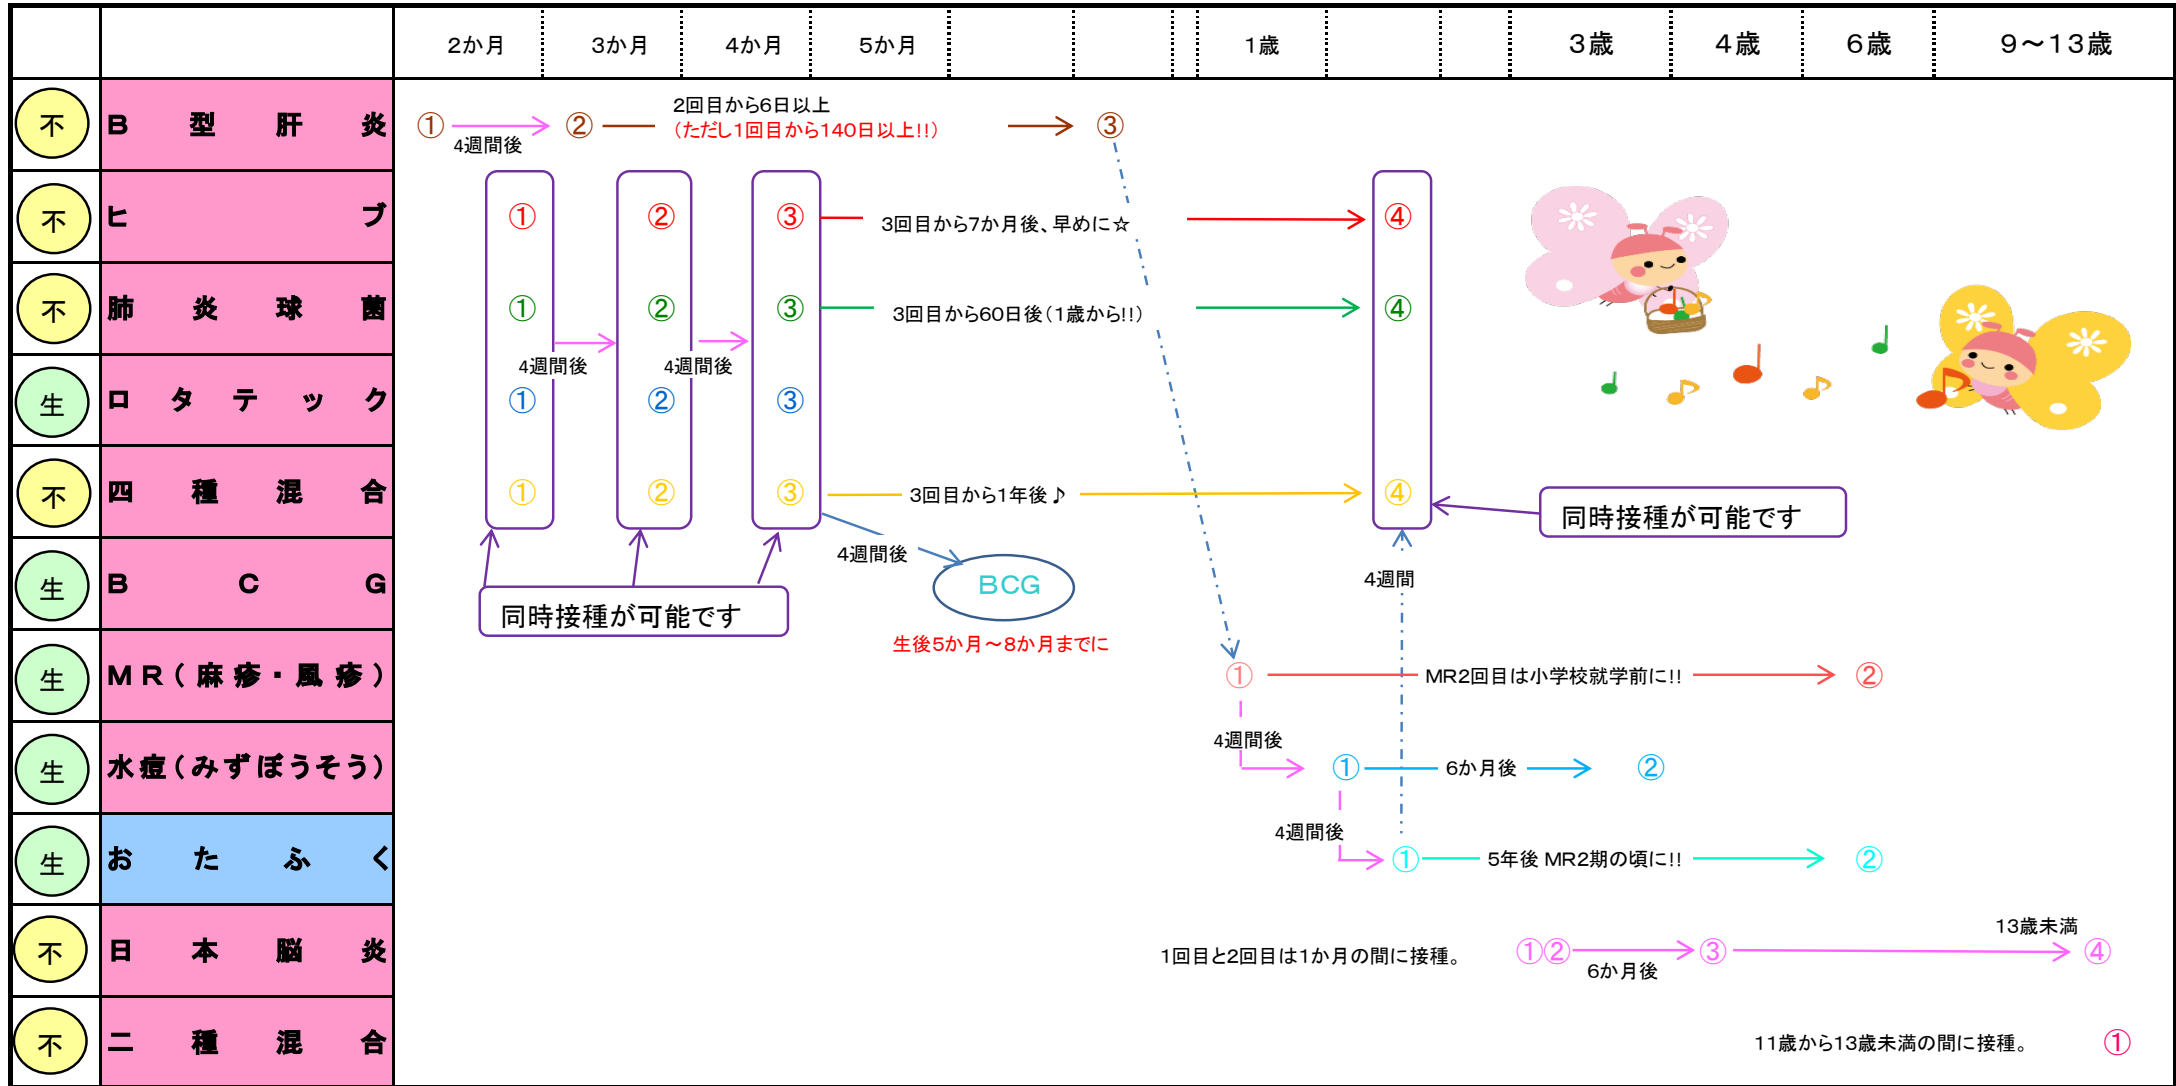 2か月 3か月 4か月 5か月 1歳 3歳 4歳 6歳 9～13歳
不 B型肝炎 ① ② 2回目から6日以上 ③
(ただし1回目から140日以上!!)
4週間後
不 ヒブ ① ② ③ 3回目から7か月後、早めに☆ ④
不 肺炎球菌 ① ② ③ 3回目から60日後(1歳から!!) ④
4週間後 4週間後
生 ロタテック ① ② ③
不 四種混合 ① ② ③ 3回目から1年後♪ ④
同時接種が可能です
4週間後
生 BCG BCG
4週間
同時接種が可能です
生後5か月～8か月までに
生 MR(麻疹・風疹) ① MR2回目は小学校就学前に!! ②
4週間後
生 水痘(みずぼうそう) ① 6か月後 ②
4週間後
生 おたふく ① 5年後 MR2期の頃に!! ②
13歳未満
不 日本脳炎 1回目と2回目は1か月の間に接種。 ①② ③ ④
6か月後
不 二種混合 11歳から13歳未満の間に接種。 ①